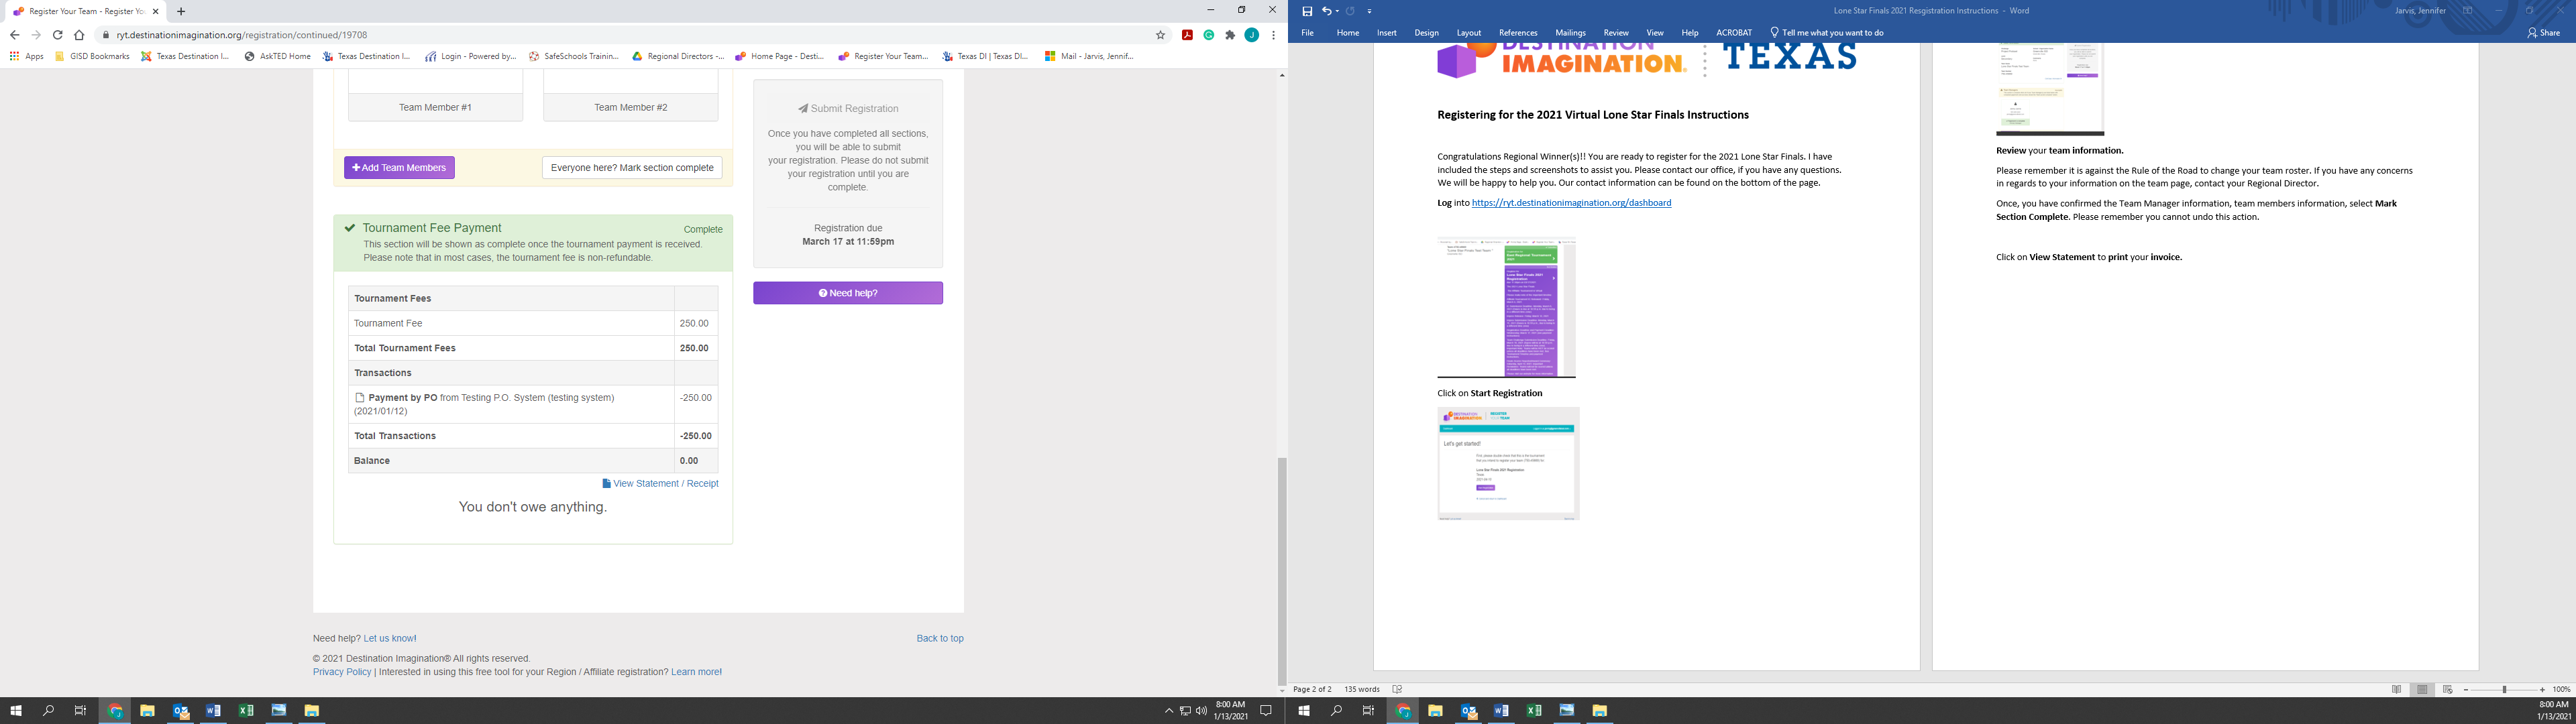 Register Your Team - Register Yo
ryt.destinationimagination.org/registration/continued/19708
Apps GISD Bookmarks Texas Destination I... AskTED Home Texas Destination I... Login - Powered by... SafeSchools Trainin... Regional Directors -... Home Page - Desti... Register Your Team... Texas DI | Texas DI... Mail - Jarvis, Jennif...
Team Member #1 Team Member #2
Add Team Members Everyone here? Mark section complete
Tournament Fee Payment Complete
This section will be shown as complete once the tournament payment is received.
Please note that in most cases, the tournament fee is non-refundable.
Tournament Fees
Tournament Fee 250.00
Total Tournament Fees 250.00
Transactions
Payment by PO from Testing P.O. System (testing system) -250.00
(2021/01/12)
Total Transactions -250.00
Balance 0.00
View Statement / Receipt
You don't owe anything.
Submit Registration
Once you have completed all sections,
you will be able to submit
your registration. Please do not submit
your registration until you are
complete.
Registration due
March 17 at 11:59pm
Need help?
Need help? Let us know! Back to top
© 2021 Destination Imagination® All rights reserved.
Privacy Policy | Interested in using this free tool for your Region / Affiliate registration? Learn more!
8:00 AM
1/13/2021
Lone Star Finals 2021 Resgistration Instructions - Word Jarvis, Jennifer
File Home Insert Design Layout References Mailings Review View Help ACROBAT Tell me what you want to do Share
DESTINATION
IMAGINATION. TEXAS
Registering for the 2021 Virtual Lone Star Finals Instructions
Congratulations Regional Winner(s)!! You are ready to register for the 2021 Lone Star Finals. I have
included the steps and screenshots to assist you. Please contact our office, if you have any questions.
We will be happy to help you. Our contact information can be found on the bottom of the page.
Log into https://ryt.destinationimagination.org/dashboard
Click on Start Registration
Let's get started!
Review your team information.
Please remember it is against the Rule of the Road to change your team roster. If you have any concerns
in regards to your information on the team page, contact your Regional Director.
Once, you have confirmed the Team Manager information, team members information, select Mark
Section Complete. Please remember you cannot undo this action.
Click on View Statement to print your invoice.
Page 2 of 2 135 words 100%
8:00 AM
1/13/2021